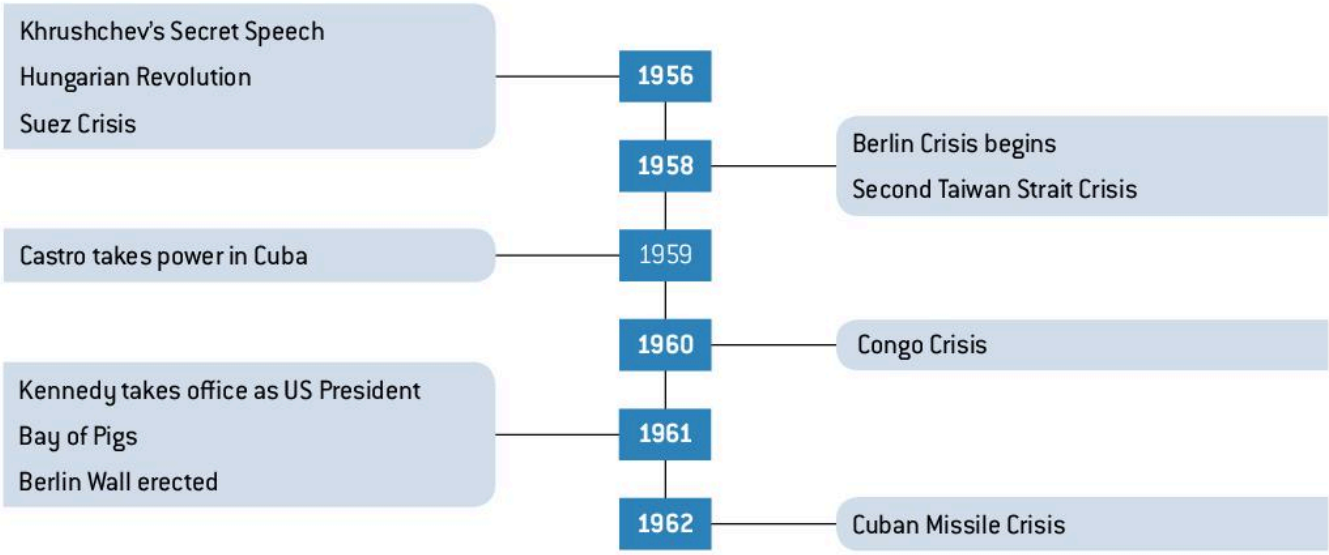 Khrushchev’s Secret Speech
Hungarian Revolution
Suez Crisis
1956
1958
Berlin Crisis begins
Second Taiwan Strait Crisis
Castro takes power in Cuba
1959
1960
Congo Crisis
Kennedy takes office as US President
Bay of Pigs
Berlin Wall erected
1961
1962
Cuban Missile Crisis